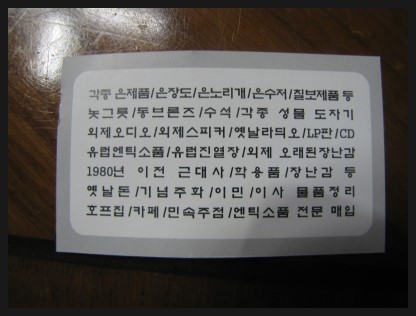 각종 은제품/은장도/은노리개/은수저/칠보제품 등
놋그릇/동브론즈/수석/각종 성물 도자기
외제오디오/외제스피커/옛날라듸오/LP판/CD
유럽엔틱소품/유럽진열장/외제 오래된장난감
1980년 이전 근대사/학용품/장난감 등
옛날돈/기념주화/이민/이사 물품정리
호프집/카페/민속주점/엔틱소품 전문 매입